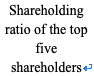 Shareholding
ratio of the top
five
shareholders↵